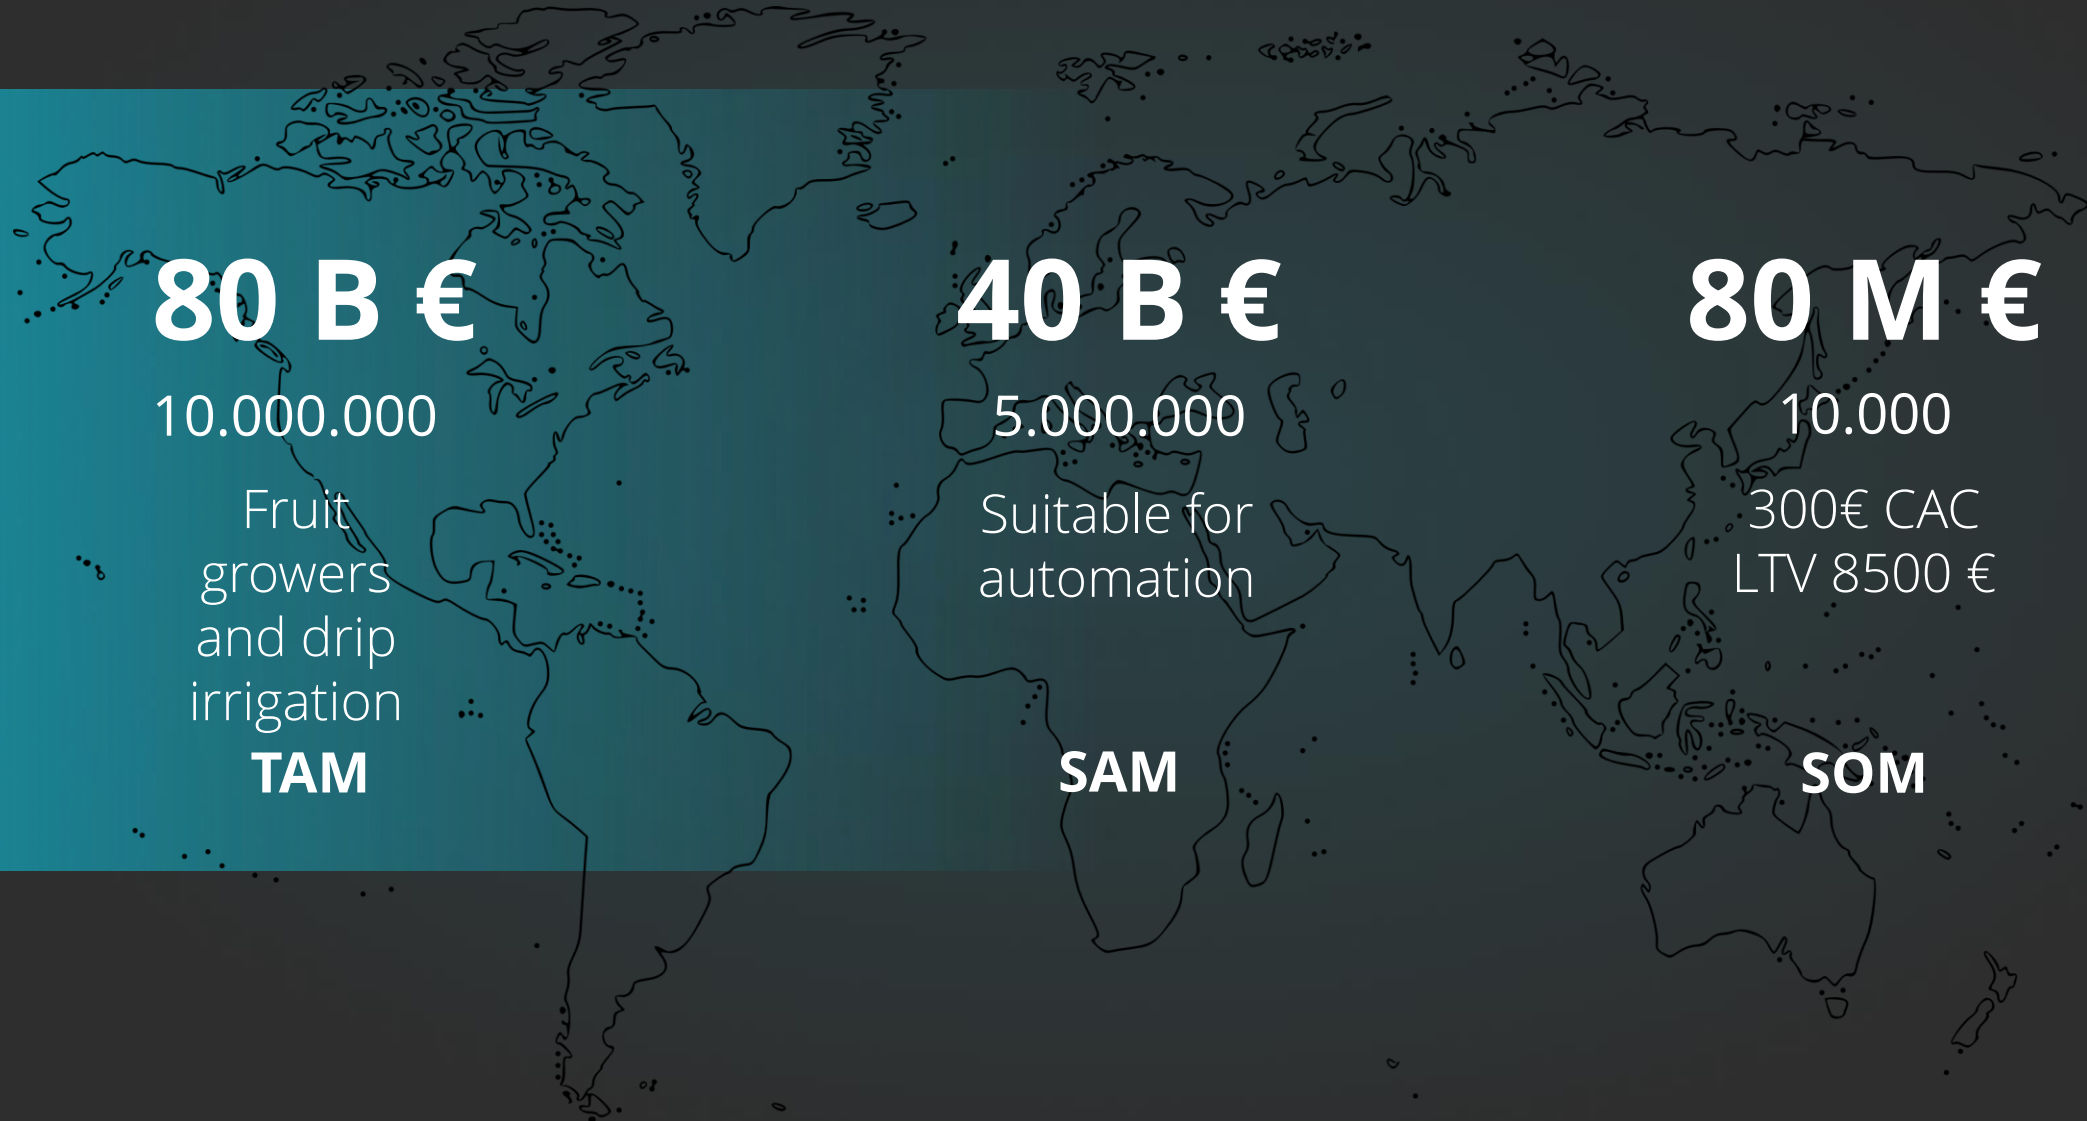 80 B €
10.000.000
Fruit
growers
and drip
irrigation
TAM
40 B €
5.000.000
Suitable for
automation
SAM
80 M €
10.000
300€ CAC
LTV 8500 €
SOM